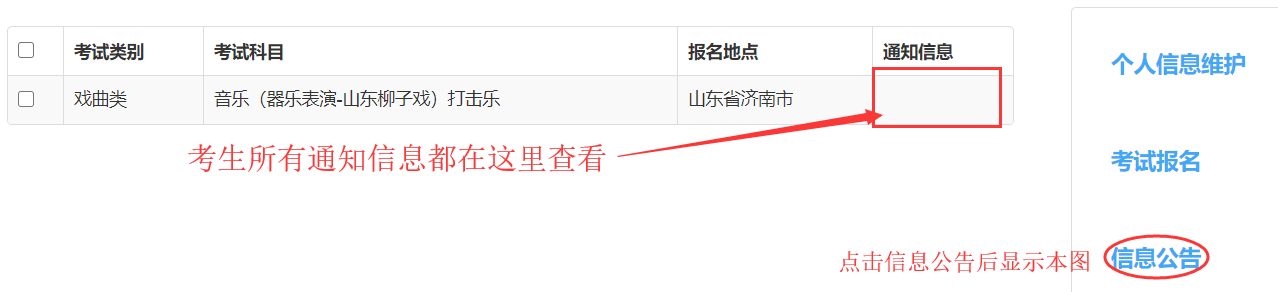 考试类别 考试科目 报名地点 通知信息
戏曲类 音乐（器乐表演-山东柳子戏）打击乐 山东省济南市
考生所有通知信息都在这里查看
个人信息维护
考试报名
点击信息公告后显示本图 信息公告